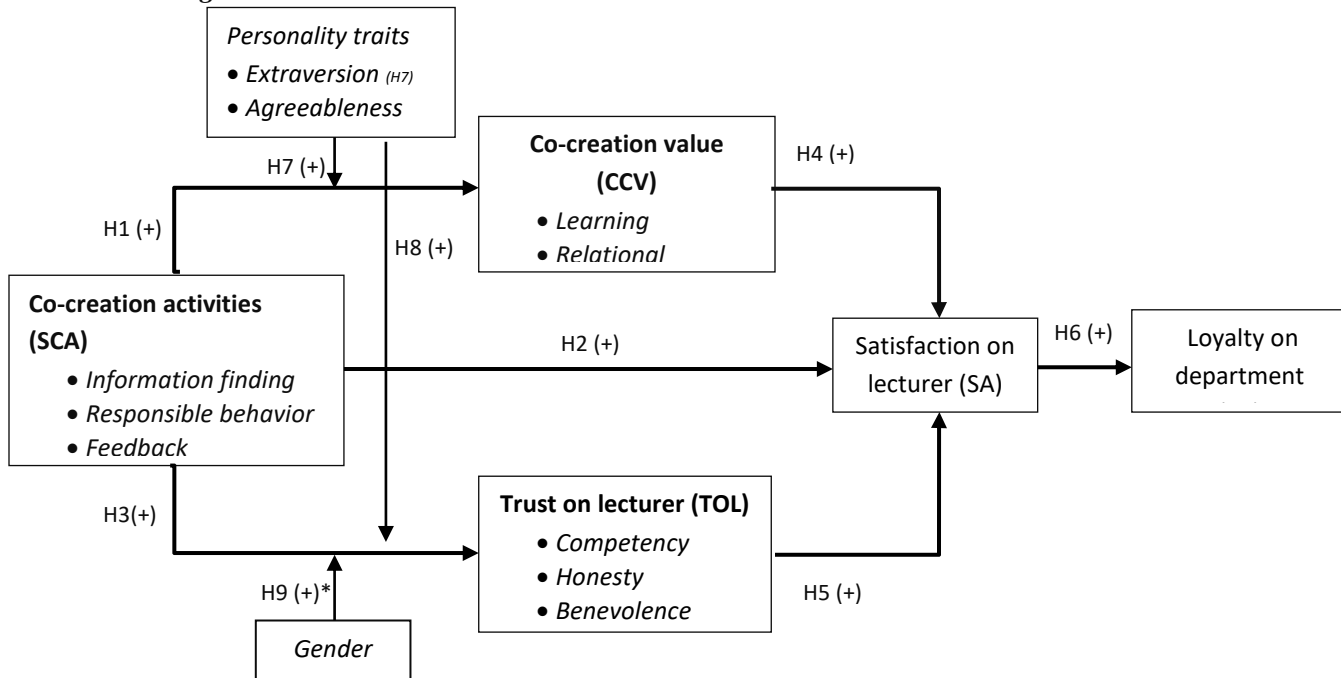 Personality traits
• Extraversion (H7)
• Agreeableness
H7 (+)
Co-creation value
(CCV)
• Learning
• Relational
H4 (+)
H1 (+)
H8 (+)
Co-creation activities
(SCA)
• Information finding
• Responsible behavior
• Feedback
H2 (+)
Satisfaction on
lecturer (SA)
H6 (+)
Loyalty on
department
H3(+)
Trust on lecturer (TOL)
• Competency
• Honesty
• Benevolence
H5 (+)
H9 (+)*
Gender